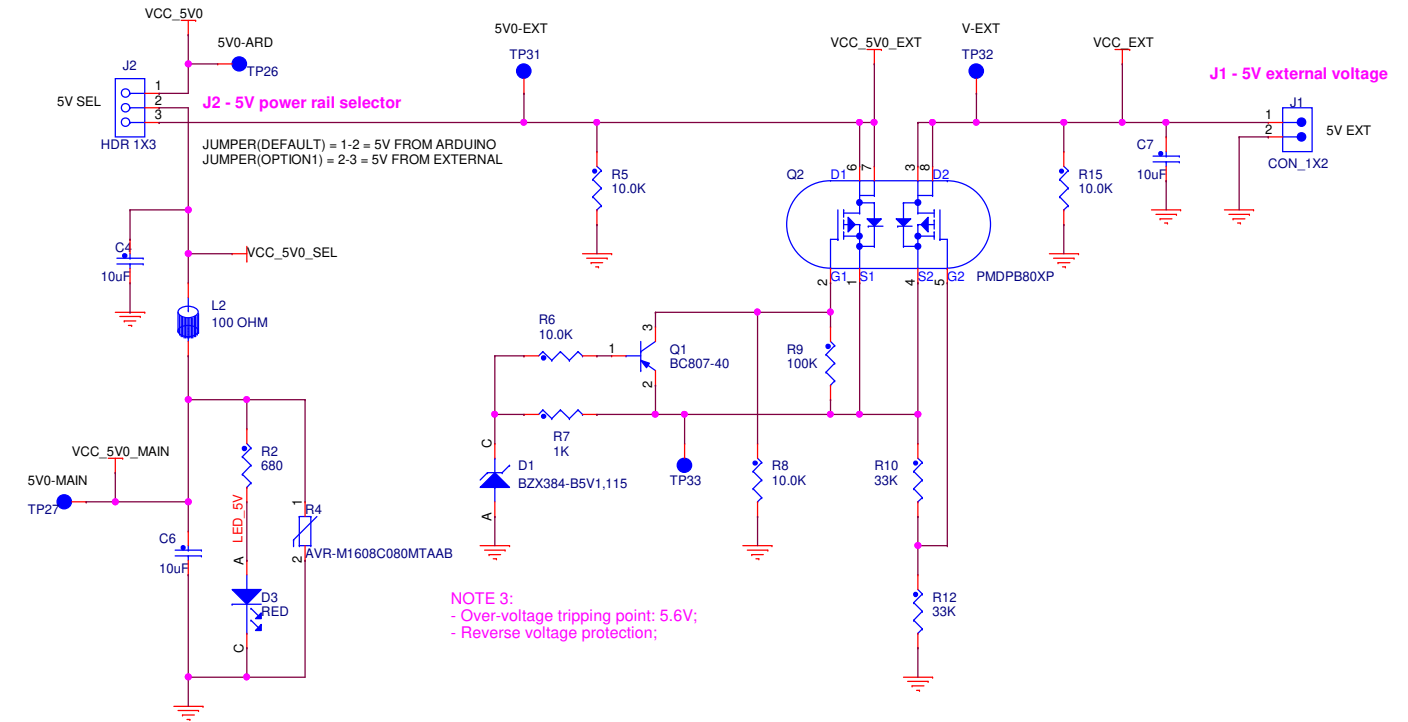 VCC_5V0
5V0-ARD
TP26
J2
5V SEL
1
2
3
HDR 1X3
J2 - 5V power rail selector
JUMPER(DEFAULT) = 1-2 = 5V FROM ARDUINO
JUMPER(OPTION1) = 2-3 = 5V FROM EXTERNAL
5V0-EXT
TP31
VCC_5V0_EXT
V-EXT
TP32
VCC_EXT
J1 - 5V external voltage
J1
1
2
5V EXT
CON_1X2
C7
10uF
R15
10.0K
R5
10.0K
Q2
D1
6
7
3
8
D2
G1
S1
S2
G2
2
1
4
5
PMDPB80XP
C4
10uF
VCC_5V0_SEL
L2
100 OHM
R6
10.0K
1
3
2
Q1
BC807-40
R9
100K
R7
1K
C
D1
BZX384-B5V1,115
A
TP33
R8
10.0K
R10
33K
R12
33K
VCC_5V0_MAIN
5V0-MAIN
TP27
R2
680
LED_5V
A
D3
RED
C
1
R4
2
AVR-M1608C080MTAAB
C6
10uF
NOTE 3:
- Over-voltage tripping point: 5.6V;
- Reverse voltage protection;